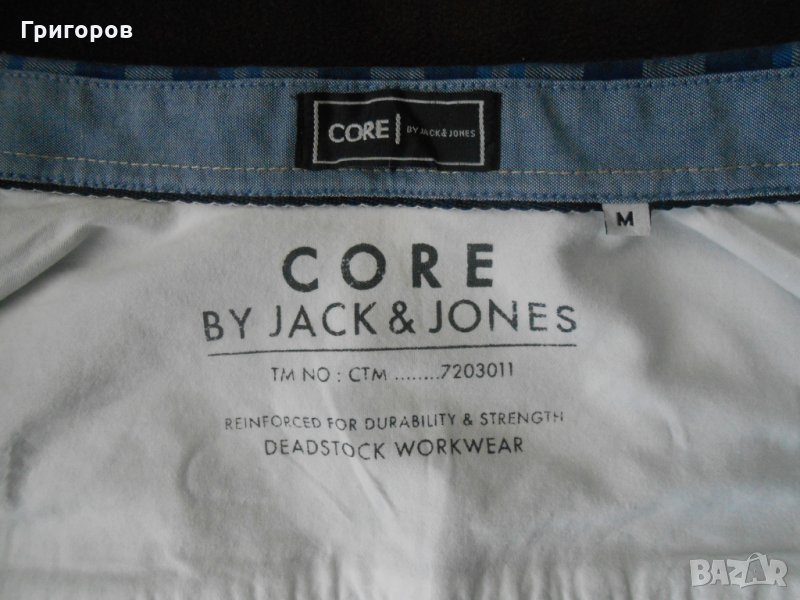 Григоров
CORE BY JACK & JONES
M
CORE
BY JACK & JONES
TM NO : CTM ........7203011
REINFORCED FOR DURABILITY & STRENGTH
DEADSTOCK WORKWEAR
BAZAR